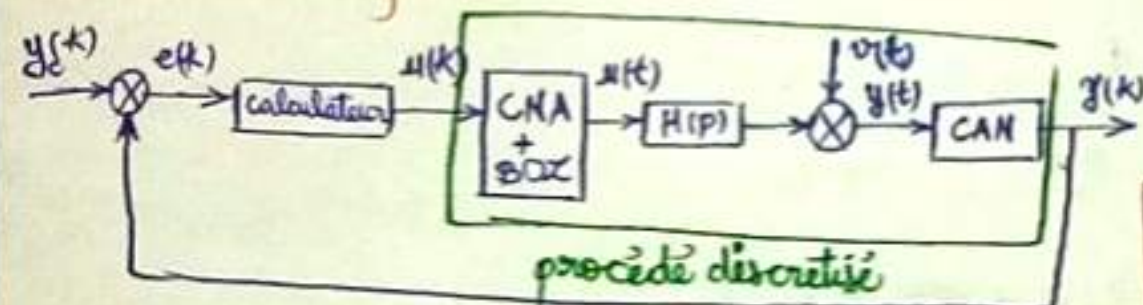 yc(k) e(k) calculateur u(k) CNA + BOZ u(t) H(p) v(t) y(t) CAN y(k)
procédé discrétisé